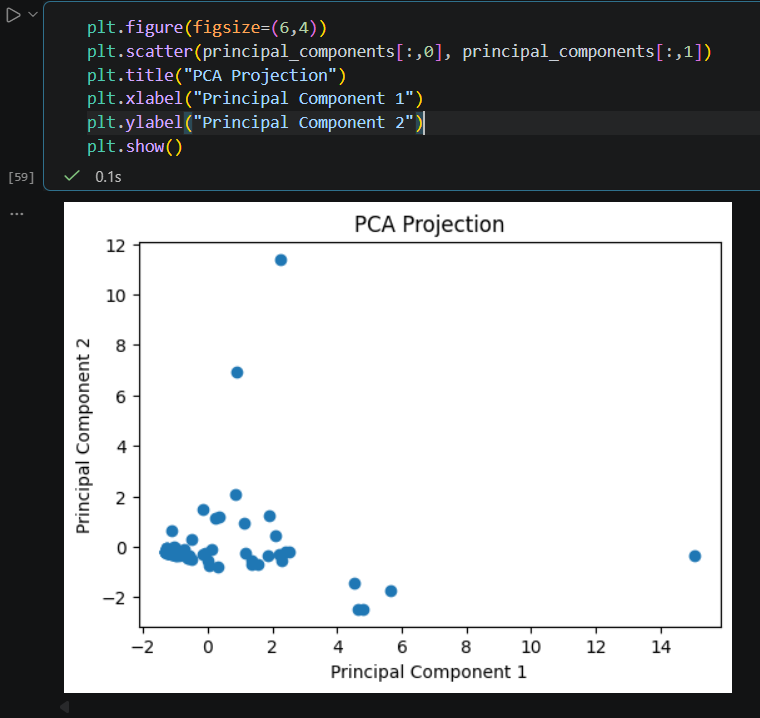 plt.figure(figsize=(6,4))
plt.scatter(principal_components[:,0], principal_components[:,1])
plt.title("PCA Projection")
plt.xlabel("Principal Component 1")
plt.ylabel("Principal Component 2")
plt.show()
[59]
0.1s
...
PCA Projection
12
10
8
6
4
2
0
−2
Principal Component 2
−2 0 2 4 6 8 10 12 14
Principal Component 1